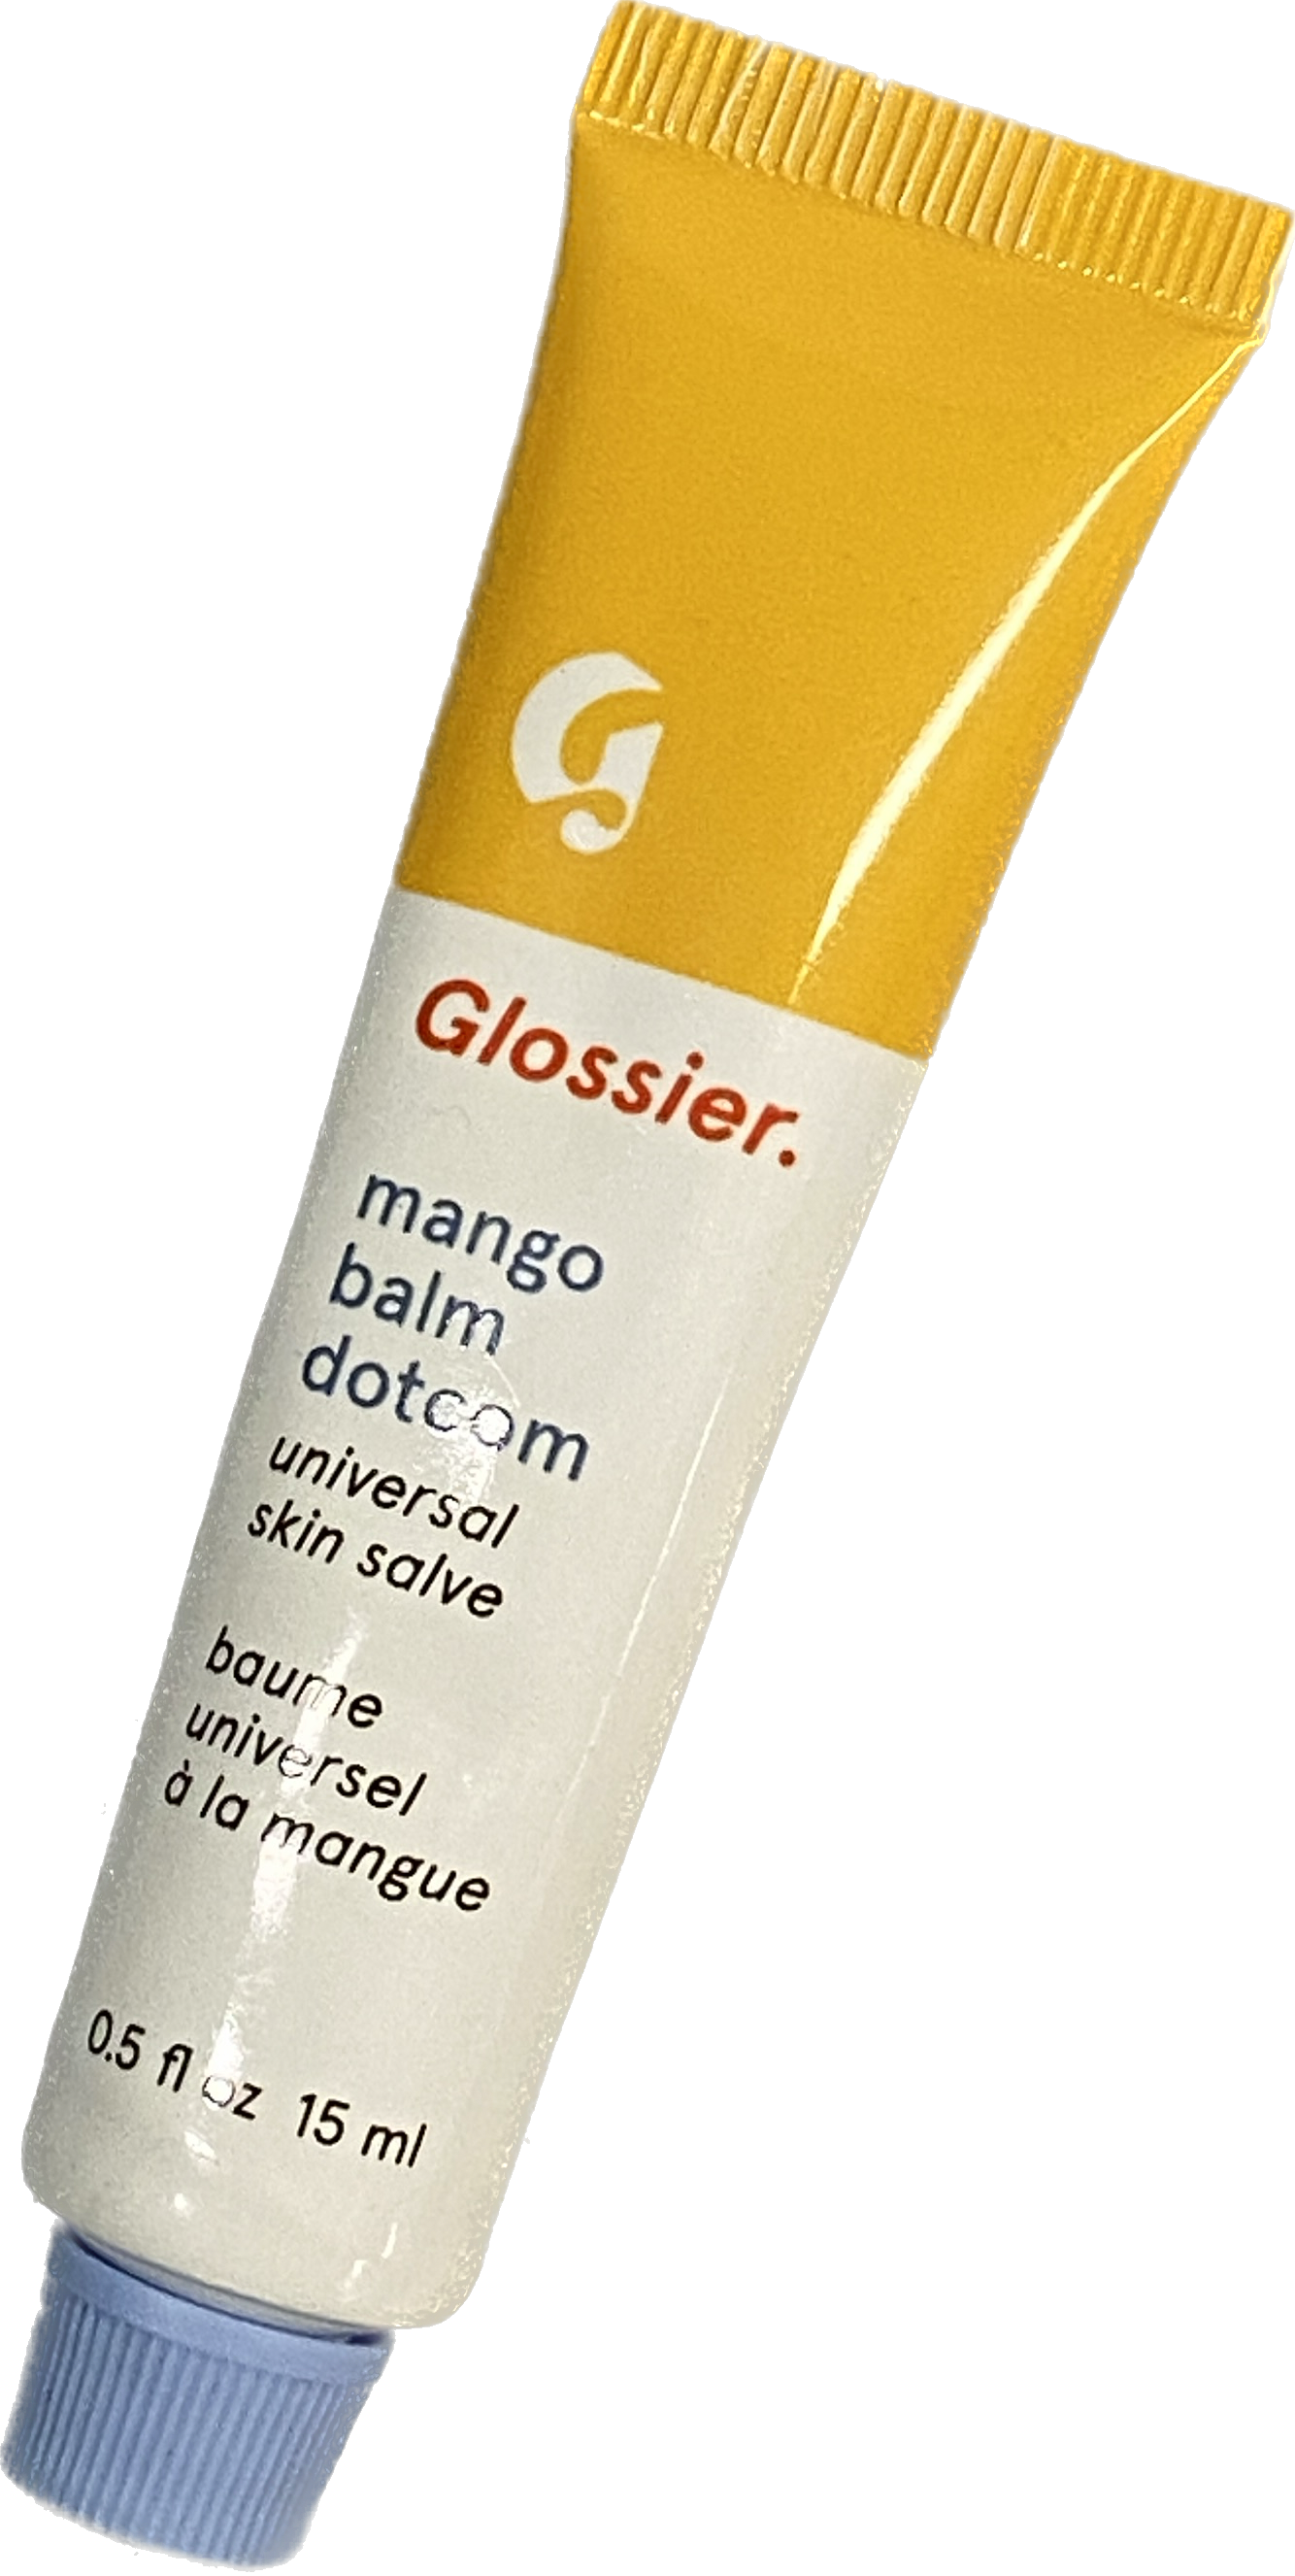 G
Glossier.
mango
balm
dotcom
universal
skin salve
baume
universel
à la mangue
0.5 fl oz 15 ml